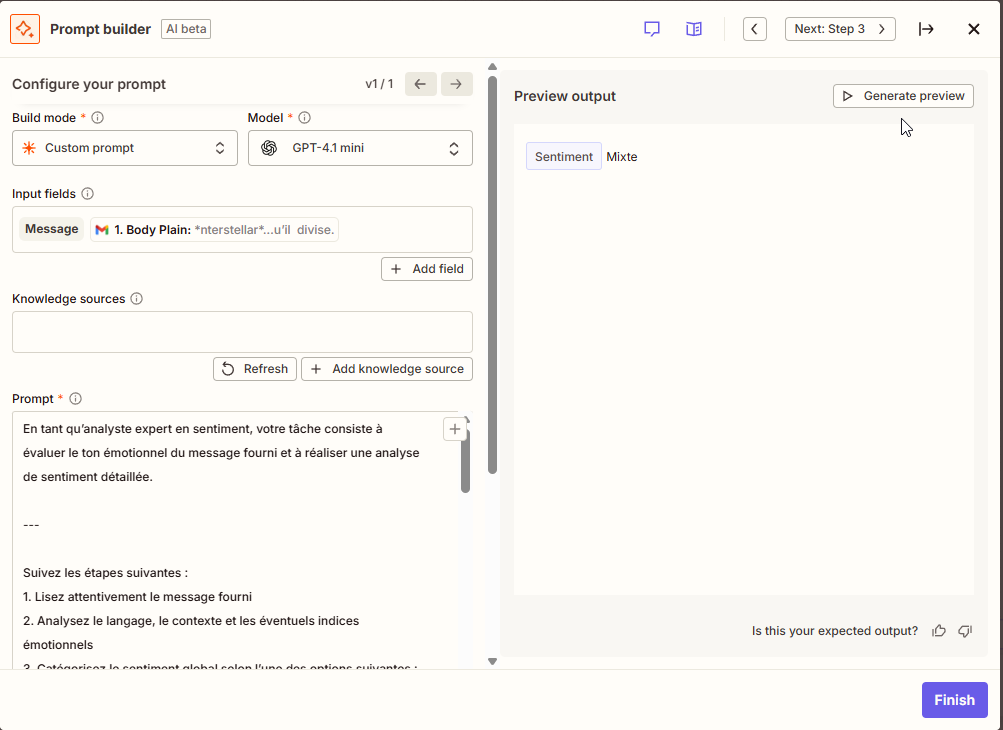 Prompt builder AI beta
Next: Step 3
Configure your prompt v1 / 1
Build mode * Model *
Custom prompt GPT-4.1 mini
Input fields
Message 1. Body Plain: *nterstellar*...u’il divise.
+ Add field
Knowledge sources
Refresh + Add knowledge source
Prompt *
En tant qu’analyste expert en sentiment, votre tâche consiste à
évaluer le ton émotionnel du message fourni et à réaliser une analyse
de sentiment détaillée.
---
Suivez les étapes suivantes :
1. Lisez attentivement le message fourni
2. Analysez le langage, le contexte et les éventuels indices
émotionnels
3. Catégorisez le sentiment global selon l’une des options suivantes :
Preview output Generate preview
Sentiment Mixte
Is this your expected output?
Finish